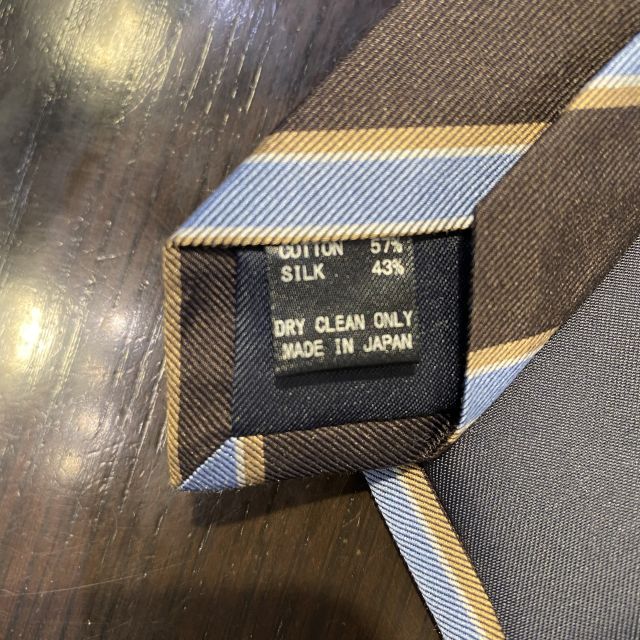 COTTON 57%
SILK 43%
DRY CLEAN ONLY
MADE IN JAPAN